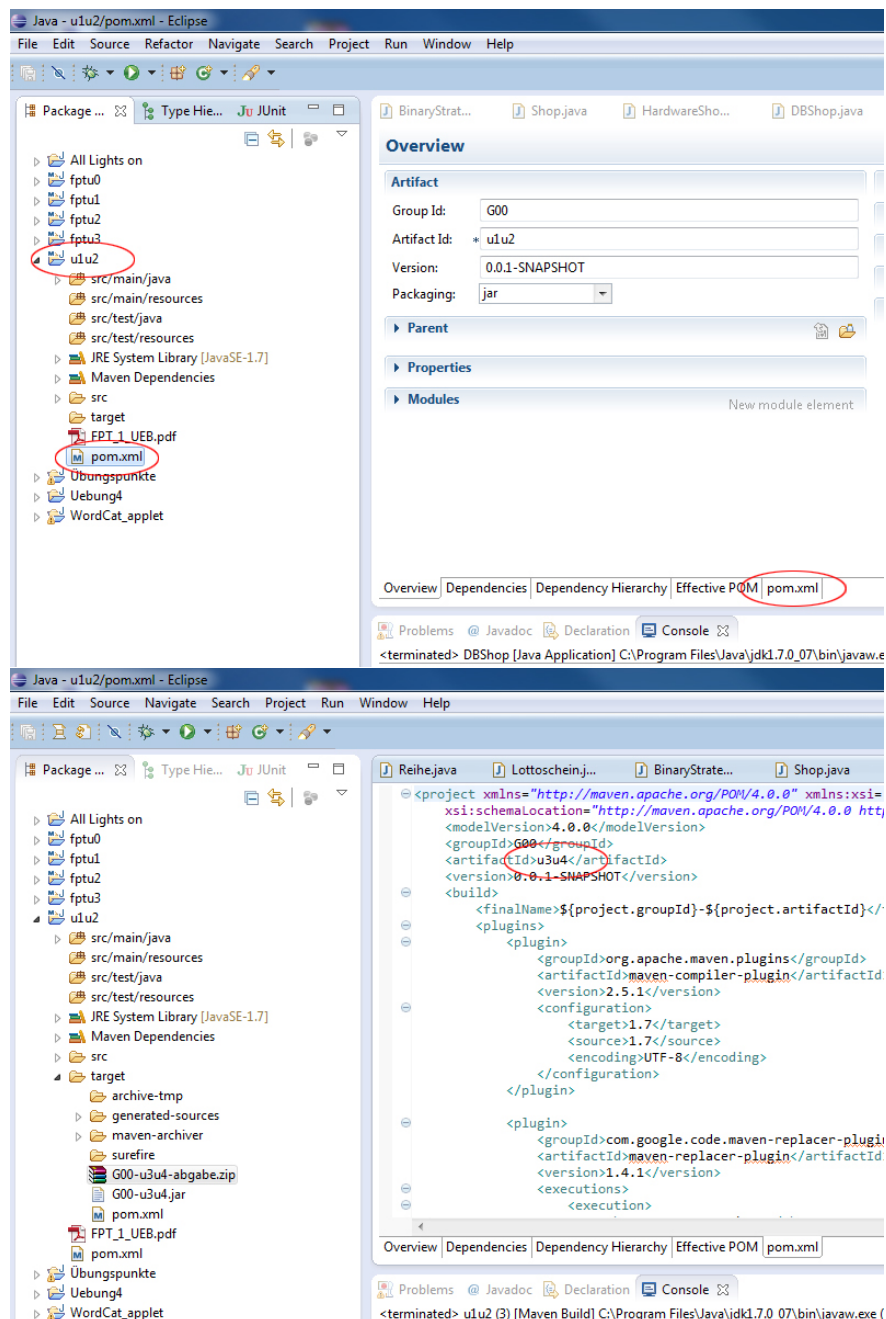 Java - u1u2/pom.xml - Eclipse
File Edit Source Refactor Navigate Search Project Run Window Help
Package ... Type Hie... JUnit
All Lights on
fptu0
fptu1
fptu2
fptu3
u1u2
src/main/java
src/main/resources
src/test/java
src/test/resources
JRE System Library [JavaSE-1.7]
Maven Dependencies
src
target
FPT_1_UEB.pdf
pom.xml
Übungspunkte
Uebung4
WordCat_applet
BinaryStrat... Shop.java HardwareSho... DBShop.java
Overview
Artifact
Group Id: G00
Artifact Id: * u1u2
Version: 0.0.1-SNAPSHOT
Packaging: jar
Parent
Properties
Modules
New module element
Overview Dependencies Dependency Hierarchy Effective POM pom.xml
Problems @ Javadoc Declaration Console
<terminated> DBShop [Java Application] C:\Program Files\Java\jdk1.7.0_07\bin\javaw.e
Java - u1u2/pom.xml - Eclipse
File Edit Source Navigate Search Project Run Window Help
Package ... Type Hie... JUnit
All Lights on
fptu0
fptu1
fptu2
fptu3
u1u2
src/main/java
src/main/resources
src/test/java
src/test/resources
JRE System Library [JavaSE-1.7]
Maven Dependencies
src
target
archive-tmp
generated-sources
maven-archiver
surefire
G00-u3u4-abgabe.zip
G00-u3u4.jar
pom.xml
FPT_1_UEB.pdf
pom.xml
Übungspunkte
Uebung4
WordCat_applet
Reihe.java Lottoschein.j... BinaryStrate... Shop.java
<project xmlns="http://maven.apache.org/POM/4.0.0" xmlns:xsi=
xsi:schemaLocation="http://maven.apache.org/POM/4.0.0 http
<modelVersion>4.0.0</modelVersion>
<groupId>G00</groupId>
<artifactId>u3u4</artifactId>
<version>0.0.1-SNAPSHOT</version>
<build>
<finalName>${project.groupId}-${project.artifactId}</
<plugins>
<plugin>
<groupId>org.apache.maven.plugins</groupId>
<artifactId>maven-compiler-plugin</artifactId
<version>2.5.1</version>
<configuration>
<target>1.7</target>
<source>1.7</source>
<encoding>UTF-8</encoding>
</configuration>
</plugin>
<plugin>
<groupId>com.google.code.maven-replacer-plugin
<artifactId>maven-replacer-plugin</artifactId
<version>1.4.1</version>
<executions>
<execution>
Overview Dependencies Dependency Hierarchy Effective POM pom.xml
Problems @ Javadoc Declaration Console
<terminated> u1u2 (3) [Maven Build] C:\Program Files\Java\jdk1.7.0_07\bin\javaw.exe (